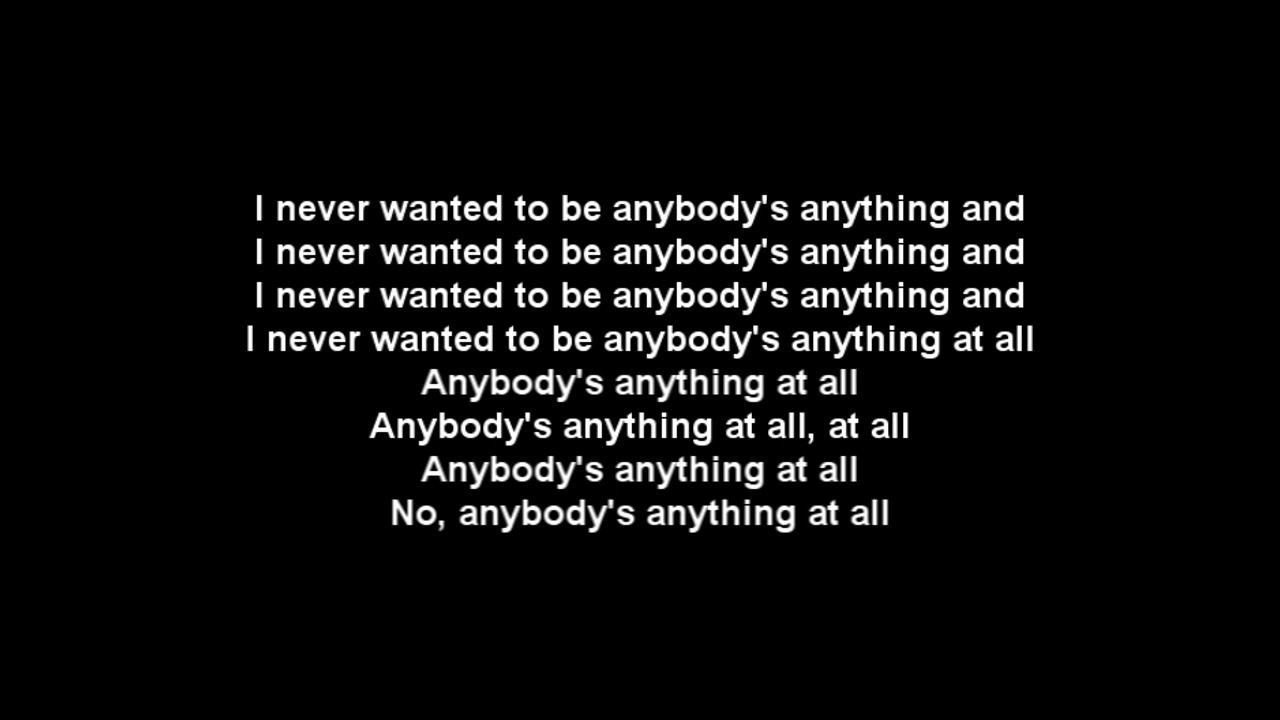 I never wanted to be anybody's anything and
I never wanted to be anybody's anything and
I never wanted to be anybody's anything and
I never wanted to be anybody's anything at all
Anybody's anything at all
Anybody's anything at all, at all
Anybody's anything at all
No, anybody's anything at all